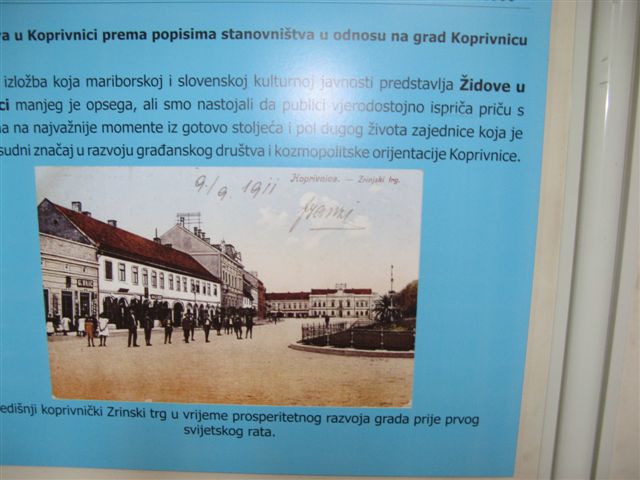 u Koprivnici prema popisima stanovništva u odnosu na grad Koprivnicu
izložba koja mariborskoj i slovenskoj kulturnoj javnosti predstavlja Židove u
manjeg je opsega, ali smo nastojali da publici vjerodostojno ispriča priču s
na najvažnije momente iz gotovo stoljeća i pol dugog života zajednice koja je
značaj u razvoju građanskog društva i kozmopolitske orijentacije Koprivnice.
9./9. 1911
Koprivnica. — Zrinjski trg.
edišnji koprivnički Zrinski trg u vrijeme prosperitetnog razvoja grada prije prvog
svijetskog rata.